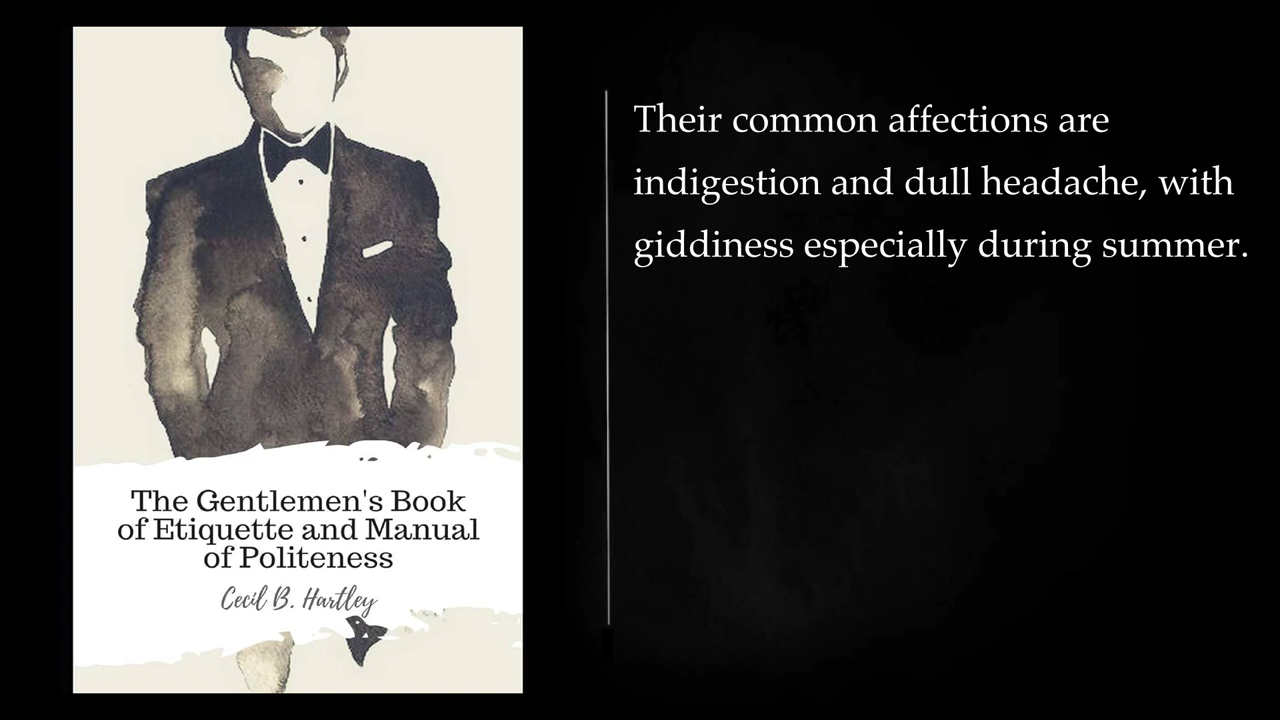 The Gentlemen's Book
of Etiquette and Manual
of Politeness
Cecil B. Hartley
Their common affections are
indigestion and dull headache, with
giddiness especially during summer.